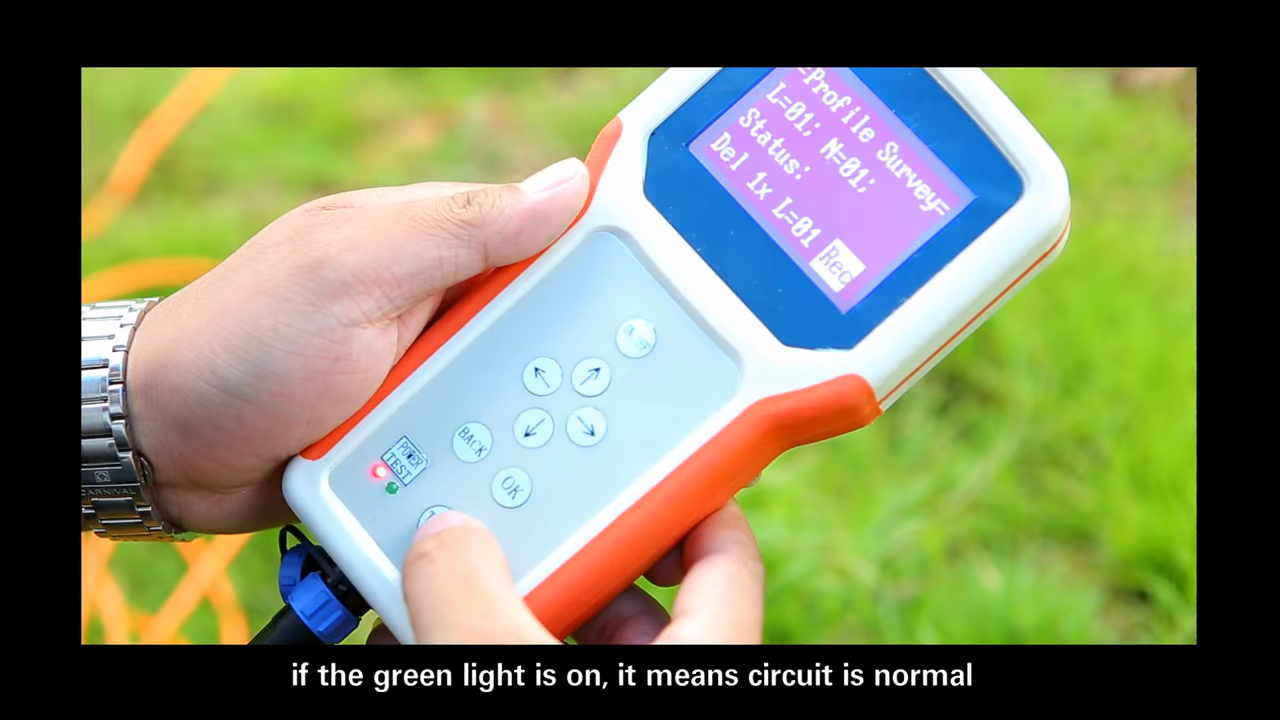 =Profile Survey=
L=01; N=01;
Status:
Del 1x L=01 Rec
BACK
OK
POWER
TEST
CARNIVAL
if the green light is on, it means circuit is normal